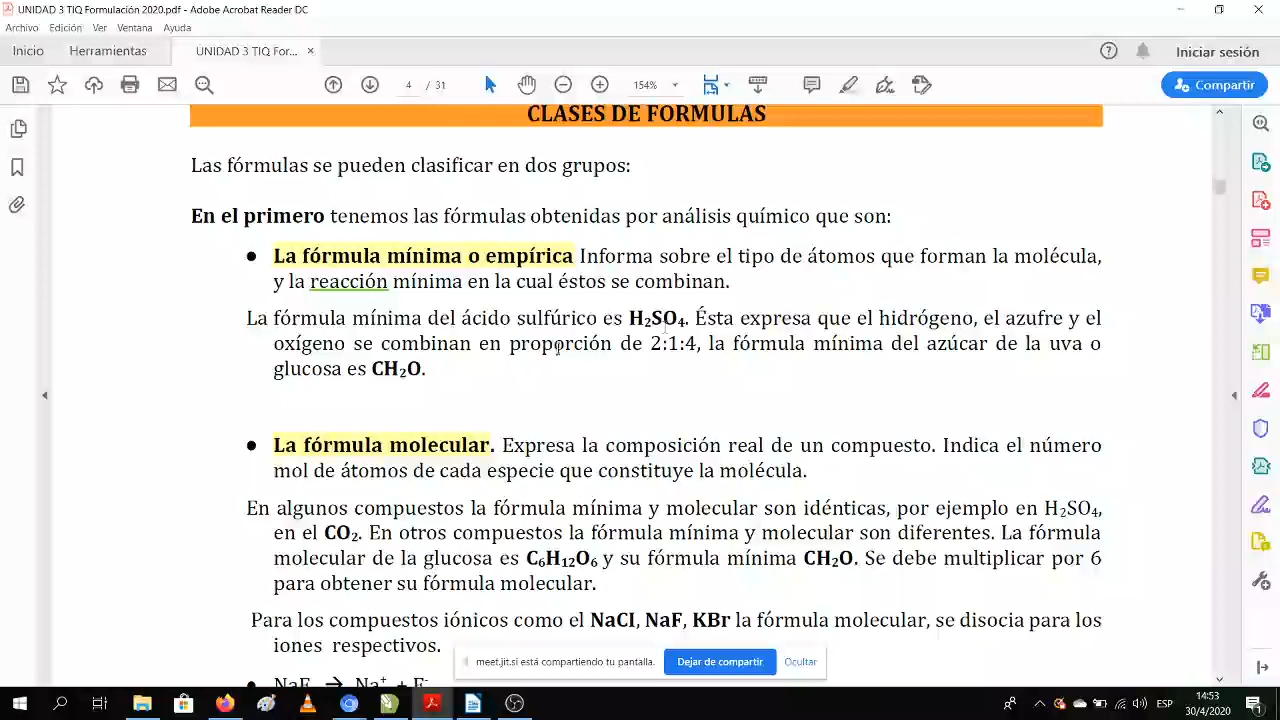 UNIDAD 3 TIQ Formulación 2020.pdf - Adobe Acrobat Reader DC
Archivo Edición Ver Ventana Ayuda
Inicio Herramientas UNIDAD 3 TIQ For... × Iniciar sesión
4 / 31 154% Compartir
CLASES DE FORMULAS
Las fórmulas se pueden clasificar en dos grupos:
En el primero tenemos las fórmulas obtenidas por análisis químico que son:
● La fórmula mínima o empírica Informa sobre el tipo de átomos que forman la molécula,
y la reacción mínima en la cual éstos se combinan.
La fórmula mínima del ácido sulfúrico es H₂SO₄. Ésta expresa que el hidrógeno, el azufre y el
oxígeno se combinan en proporción de 2:1:4, la fórmula mínima del azúcar de la uva o
glucosa es CH₂O.
● La fórmula molecular. Expresa la composición real de un compuesto. Indica el número
mol de átomos de cada especie que constituye la molécula.
En algunos compuestos la fórmula mínima y molecular son idénticas, por ejemplo en H₂SO₄,
en el CO₂. En otros compuestos la fórmula mínima y molecular son diferentes. La fórmula
molecular de la glucosa es C₆H₁₂O₆ y su fórmula mínima CH₂O. Se debe multiplicar por 6
para obtener su fórmula molecular.
Para los compuestos iónicos como el NaCI, NaF, KBr la fórmula molecular, se disocia para los
iones respectivos.
meet.jit.si está compartiendo tu pantalla. Dejar de compartir Ocultar
● NaF → Na⁺ + F⁻
ESP 14:53
30/4/2020